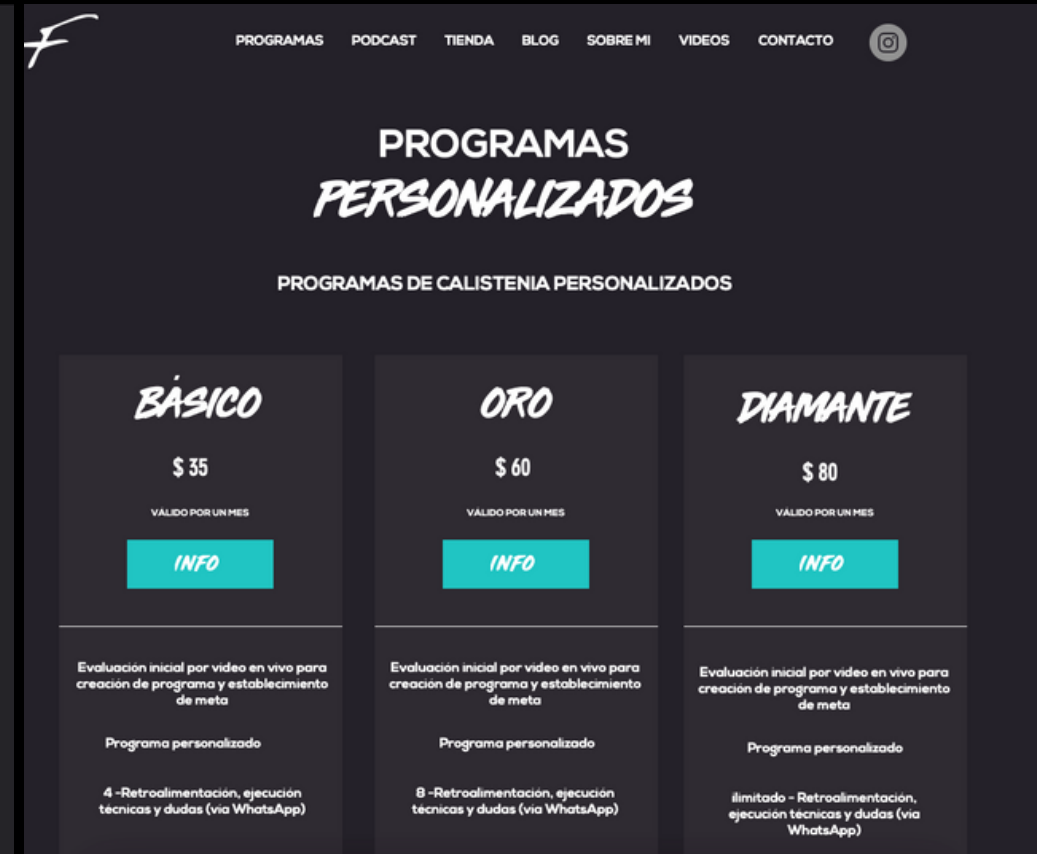 F
PROGRAMAS PODCAST TIENDA BLOG SOBRE MI VIDEOS CONTACTO
PROGRAMAS
PERSONALIZADOS
PROGRAMAS DE CALISTENIA PERSONALIZADOS
BÁSICO
$ 35
VÁLIDO POR UN MES
INFO
Evaluación inicial por video en vivo para
creación de programa y establecimiento
de meta
Programa personalizado
4 -Retroalimentación, ejecución
técnicas y dudas (via WhatsApp)
ORO
$ 60
VÁLIDO POR UN MES
INFO
Evaluación inicial por video en vivo para
creación de programa y establecimiento
de meta
Programa personalizado
8 -Retroalimentación, ejecución
técnicas y dudas (via WhatsApp)
DIAMANTE
$ 80
VÁLIDO POR UN MES
INFO
Evaluación inicial por video en vivo para
creación de programa y establecimiento
de meta
Programa personalizado
ilimitado - Retroalimentación,
ejecución técnicas y dudas (via
WhatsApp)